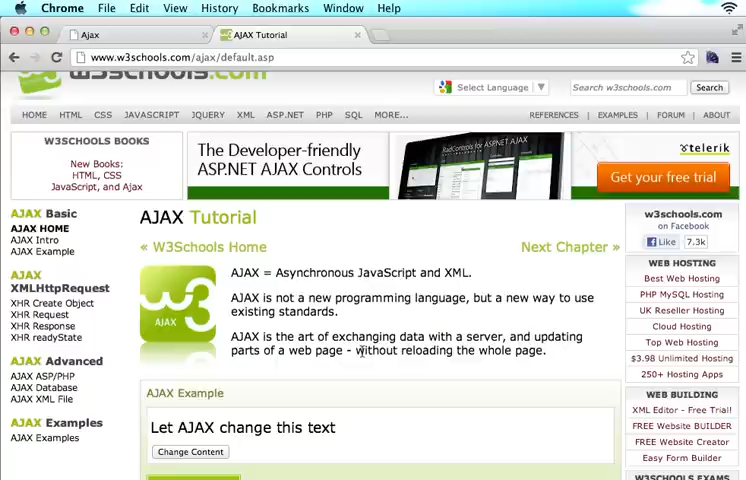 Chrome File Edit View History Bookmarks Window Help
Ajax
AJAX Tutorial
www.w3schools.com/ajax/default.asp
w3schools.com
Select Language
Search w3schools.com
Search
HOME HTML CSS JAVASCRIPT JQUERY XML ASP.NET PHP SQL MORE...
REFERENCES EXAMPLES FORUM ABOUT
W3SCHOOLS BOOKS
New Books:
HTML, CSS
JavaScript, and Ajax
The Developer-friendly
ASP.NET AJAX Controls
RadControls for ASP.NET AJAX
telerik
Get your free trial
AJAX Basic
AJAX HOME
AJAX Intro
AJAX Example
AJAX
XMLHttpRequest
XHR Create Object
XHR Request
XHR Response
XHR readyState
AJAX Advanced
AJAX ASP/PHP
AJAX Database
AJAX XML File
AJAX Examples
AJAX Examples
AJAX Tutorial
« W3Schools Home
Next Chapter »
w3
AJAX
AJAX = Asynchronous JavaScript and XML.
AJAX is not a new programming language, but a new way to use
existing standards.
AJAX is the art of exchanging data with a server, and updating
parts of a web page - without reloading the whole page.
AJAX Example
Let AJAX change this text
Change Content
w3schools.com
on Facebook
Like 7.3k
WEB HOSTING
Best Web Hosting
PHP MySQL Hosting
UK Reseller Hosting
Cloud Hosting
Top Web Hosting
$3.98 Unlimited Hosting
250+ Hosting Apps
WEB BUILDING
XML Editor - Free Trial!
FREE Website BUILDER
FREE Website Creator
Easy Form Builder
W3SCHOOLS EXAMS